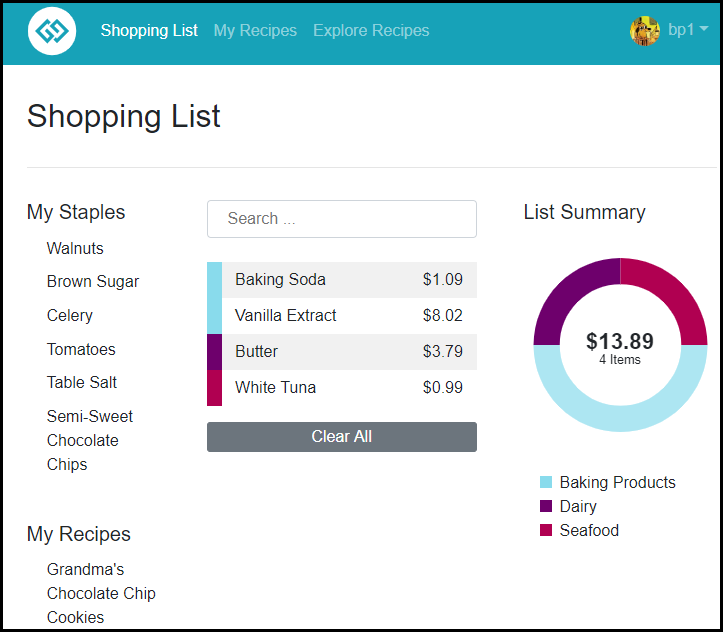 Shopping List My Recipes Explore Recipes bp1
Shopping List
My Staples
Walnuts
Brown Sugar
Celery
Tomatoes
Table Salt
Semi-Sweet
Chocolate
Chips
My Recipes
Grandma's
Chocolate Chip
Cookies
Search ...
Baking Soda $1.09
Vanilla Extract $8.02
Butter $3.79
White Tuna $0.99
Clear All
List Summary
$13.89
4 Items
Baking Products
Dairy
Seafood